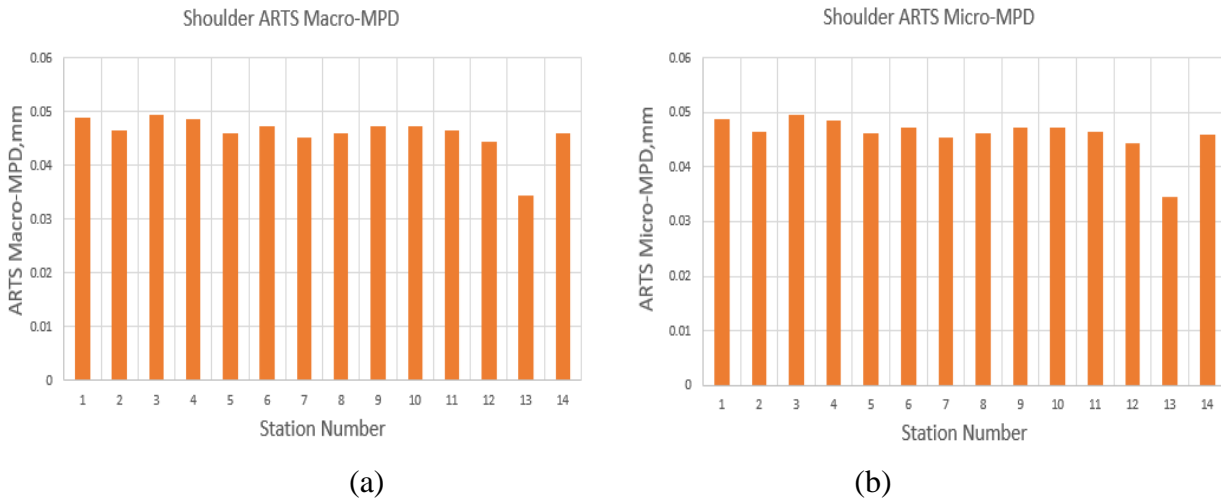 Shoulder ARTS Macro-MPD
ARTS Macro-MPD,mm
0.06
0.05
0.04
0.03
0.02
0.01
0
1 2 3 4 5 6 7 8 9 10 11 12 13 14
Station Number
(a)
Shoulder ARTS Micro-MPD
ARTS Micro-MPD,mm
0.06
0.05
0.04
0.03
0.02
0.01
0
1 2 3 4 5 6 7 8 9 10 11 12 13 14
Station Number
(b)